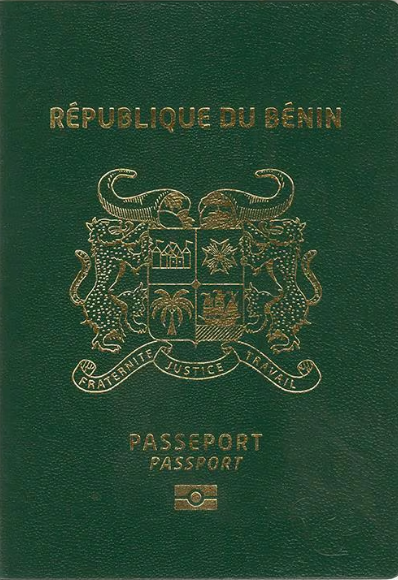 RÉPUBLIQUE DU BÉNIN
FRATERNITE JUSTICE TRAVAIL
PASSEPORT
PASSPORT